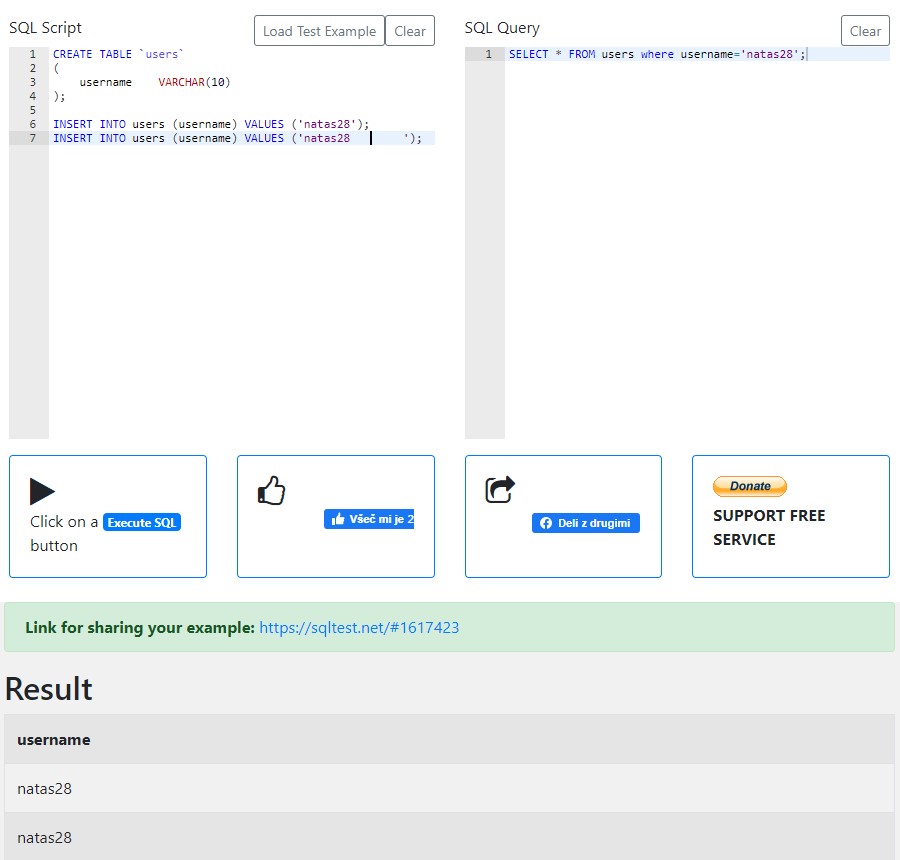 SQL Script
Load Test Example
Clear
1 CREATE TABLE `users`
2 (
3     username    VARCHAR(10)
4 );
5
6 INSERT INTO users (username) VALUES ('natas28');
7 INSERT INTO users (username) VALUES ('natas28        ');
SQL Query
Clear
1 SELECT * FROM users where username='natas28';
Click on a Execute SQL
button
Všeč mi je 2
Deli z drugimi
Donate
SUPPORT FREE
SERVICE
Link for sharing your example: https://sqltest.net/#1617423
Result
username
natas28
natas28